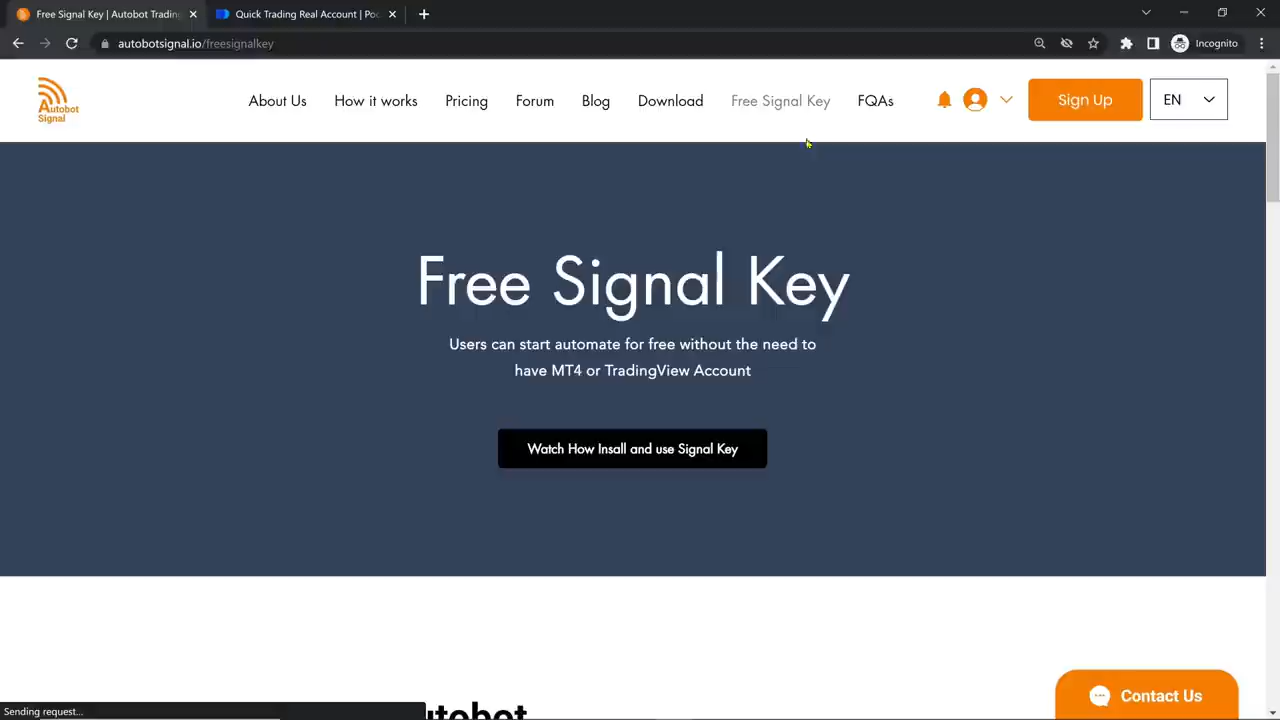 Free Signal Key | Autobot Trading
Quick Trading Real Account | Poc
autobotsignal.io/freesignalkey
Incognito
Autobot
Signal
About Us
How it works
Pricing
Forum
Blog
Download
Free Signal Key
FQAs
Sign Up
EN
Free Signal Key
Users can start automate for free without the need to
have MT4 or TradingView Account
Watch How Insall and use Signal Key
utobot
Contact Us
Sending request...